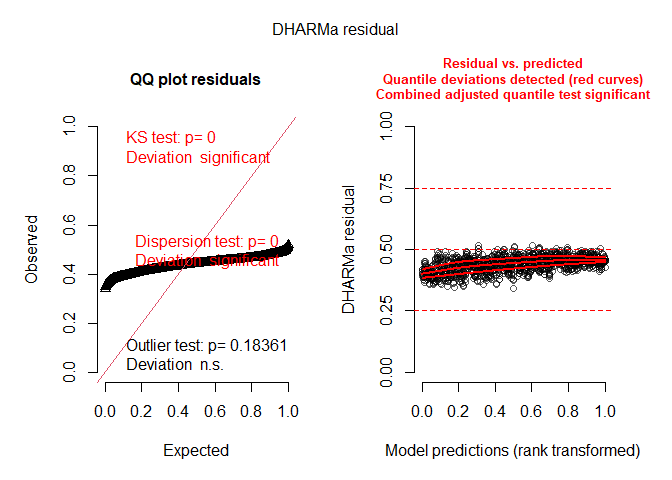 DHARMa residual
QQ plot residuals
KS test: p= 0
Deviation significant
Dispersion test: p= 0
Deviation significant
Outlier test: p= 0.18361
Deviation n.s.
Observed
0.0 0.2 0.4 0.6 0.8 1.0
0.0 0.2 0.4 0.6 0.8 1.0
Expected
Residual vs. predicted
Quantile deviations detected (red curves)
Combined adjusted quantile test significant
DHARMa residual
0.00 0.25 0.50 0.75 1.00
0.0 0.2 0.4 0.6 0.8 1.0
Model predictions (rank transformed)